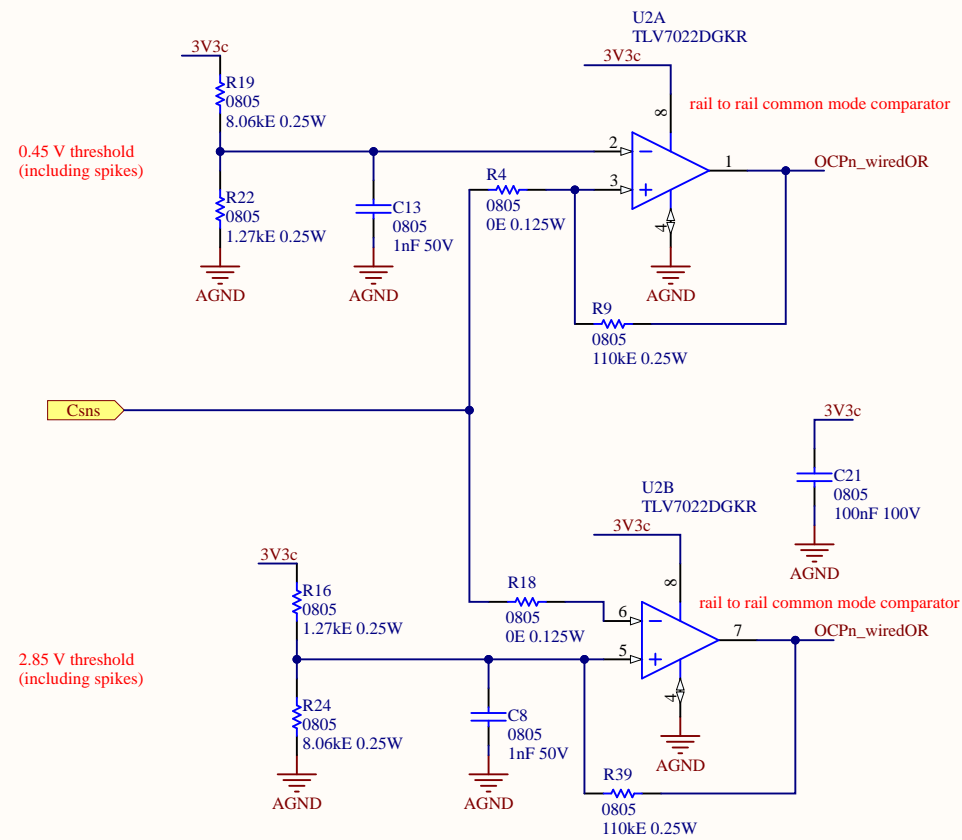 U2A
TLV7022DGKR
3V3c
3V3c
R19
0805
8.06kE 0.25W
8
rail to rail common mode comparator
0.45 V threshold
(including spikes)
2
1
OCPn_wiredOR
R22
0805
1.27kE 0.25W
C13
0805
1nF 50V
R4
0805
0E 0.125W
3
4
AGND
AGND
AGND
R9
0805
110kE 0.25W
Csns
3V3c
C21
0805
100nF 100V
AGND
U2B
TLV7022DGKR
3V3c
3V3c
R16
0805
1.27kE 0.25W
R18
0805
0E 0.125W
8
rail to rail common mode comparator
6
7
OCPn_wiredOR
2.85 V threshold
(including spikes)
5
R24
0805
8.06kE 0.25W
C8
0805
1nF 50V
4
AGND
AGND
AGND
R39
0805
110kE 0.25W